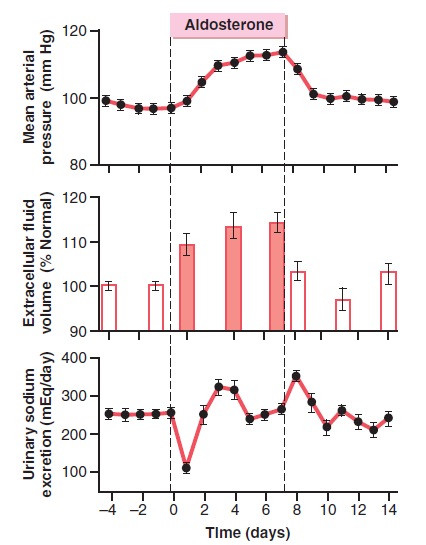 Aldosterone
Mean arterial
pressure (mm Hg)
120
100
80
Extracellular fluid
volume (% Normal)
120
110
100
90
Urinary sodium
excretion (mEq/day)
400
300
200
100
−4 −2 0 2 4 6 8 10 12 14
Time (days)